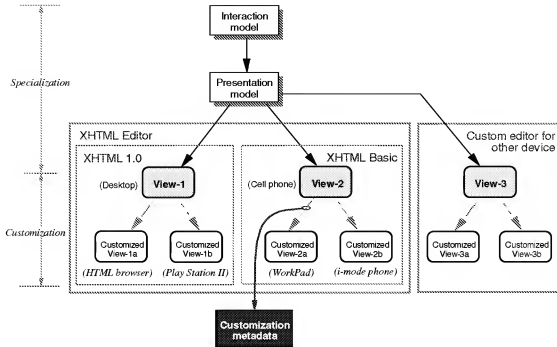 Interaction
model
Specialization
Presentation
model
XHTML Editor
Custom editor for
other device
XHTML 1.0
XHTML Basic
(Desktop)
View-1
(Cell phone)
View-2
View-3
Customization
Customized
View-1a
Customized
View-1b
Customized
View-2a
Customized
View-2b
Customized
View-3a
Customized
View-3b
(HTML browser)
(Play Station II)
(WorkPad)
(i-mode phone)
Customization
metadata